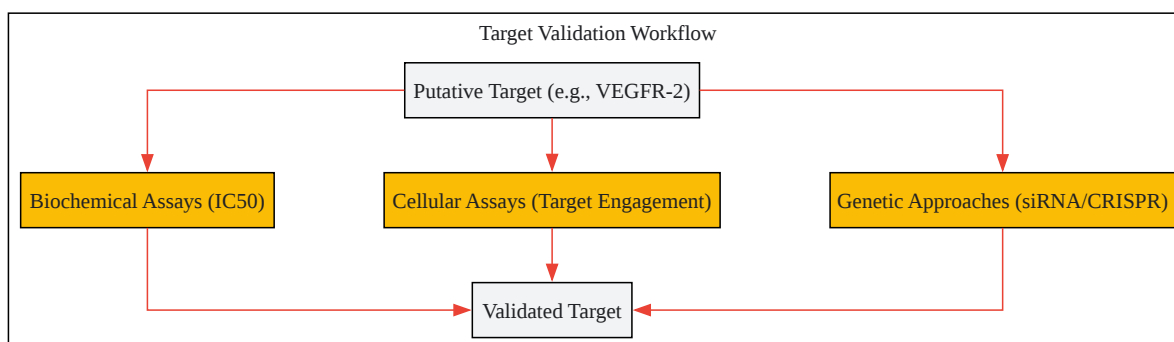 Target Validation Workflow
Putative Target (e.g., VEGFR-2)
Biochemical Assays (IC50)
Cellular Assays (Target Engagement)
Genetic Approaches (siRNA/CRISPR)
Validated Target